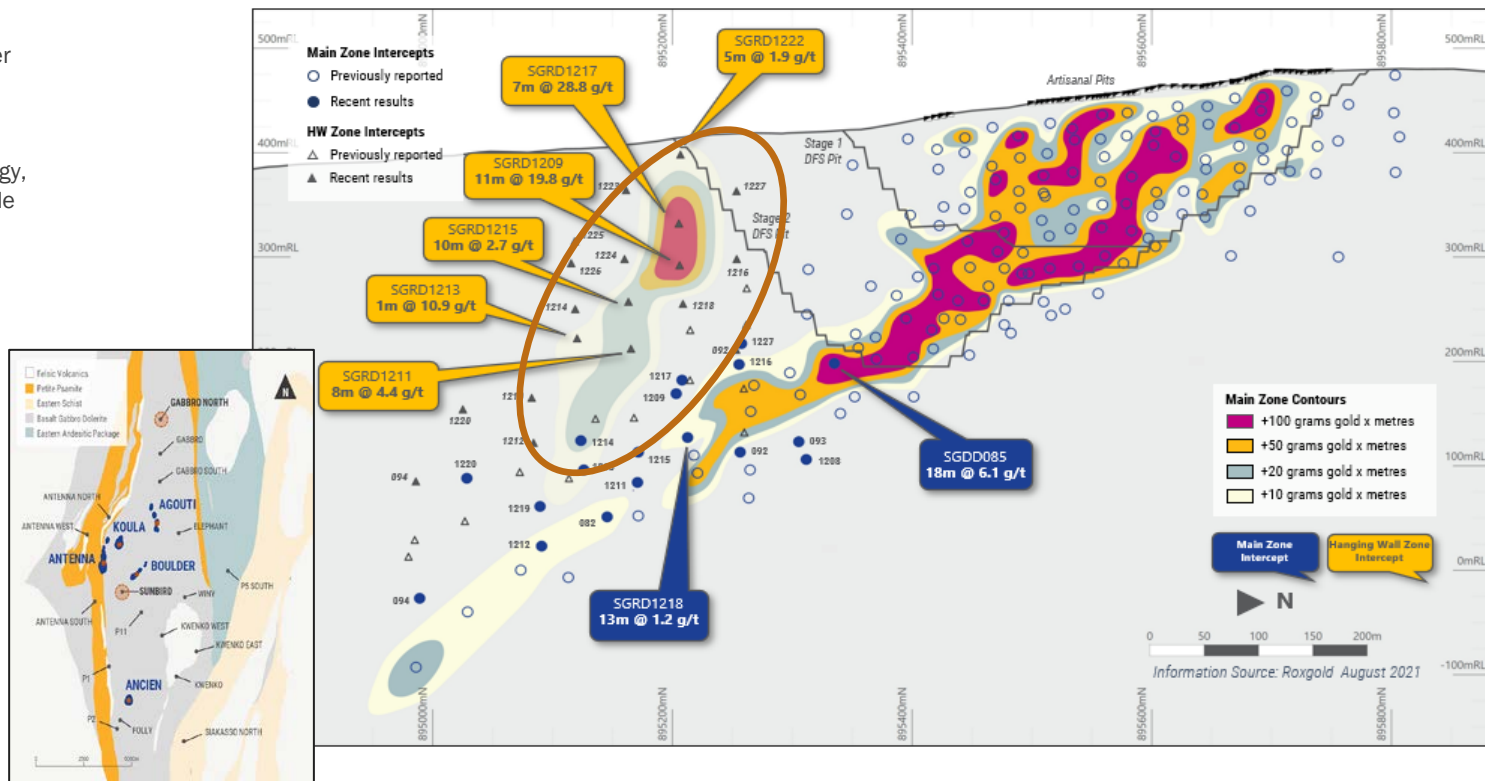 er
gy,
le
500mRL
400mRL
300mRL
895000mN
895200mN
895400mN
895600mN
895800mN
500mRL
400mRL
300mRL
200mRL
100mRL
0mRL
-100mRL
Main Zone Intercepts
Previously reported
Recent results
HW Zone Intercepts
Previously reported
Recent results
SGRD1222
5m @ 1.9 g/t
SGRD1217
7m @ 28.8 g/t
SGRD1209
11m @ 19.8 g/t
SGRD1215
10m @ 2.7 g/t
SGRD1213
1m @ 10.9 g/t
SGRD1211
8m @ 4.4 g/t
Artisanal Pits
Stage 1
DFS Pit
Stage 2
DFS Pit
1227
1225
1224
1226
1216
1214
1218
092
1227
1216
1217
1209
1220
1212
1214
1215
092
093
1208
094
1220
1211
1219
082
1212
094
SGDD085
18m @ 6.1 g/t
SGRD1218
13m @ 1.2 g/t
Main Zone Contours
+100 grams gold x metres
+50 grams gold x metres
+20 grams gold x metres
+10 grams gold x metres
Main Zone
Intercept
Hanging Wall Zone
Intercept
N
0 50 100 150 200m
Information Source: Roxgold August 2021
895000mN
895200mN
895400mN
895600mN
895800mN
Felsic Volcanics
Petite Psamite
Eastern Schist
Basalt Gabbro Dolerite
Eastern Andesitic Package
N
GABBRO NORTH
GABBRO
GABBRO SOUTH
ANTENNA NORTH
AGOUTI
ANTENNA WEST
KOULA
ELEPHANT
ANTENNA
BOULDER
P5 SOUTH
SUNBIRD
WINY
ANTENNA SOUTH
P11
KWENKO WEST
KWENKO EAST
P1
KWENKO
ANCIEN
P2
FOLLY
SIAKASSO NORTH